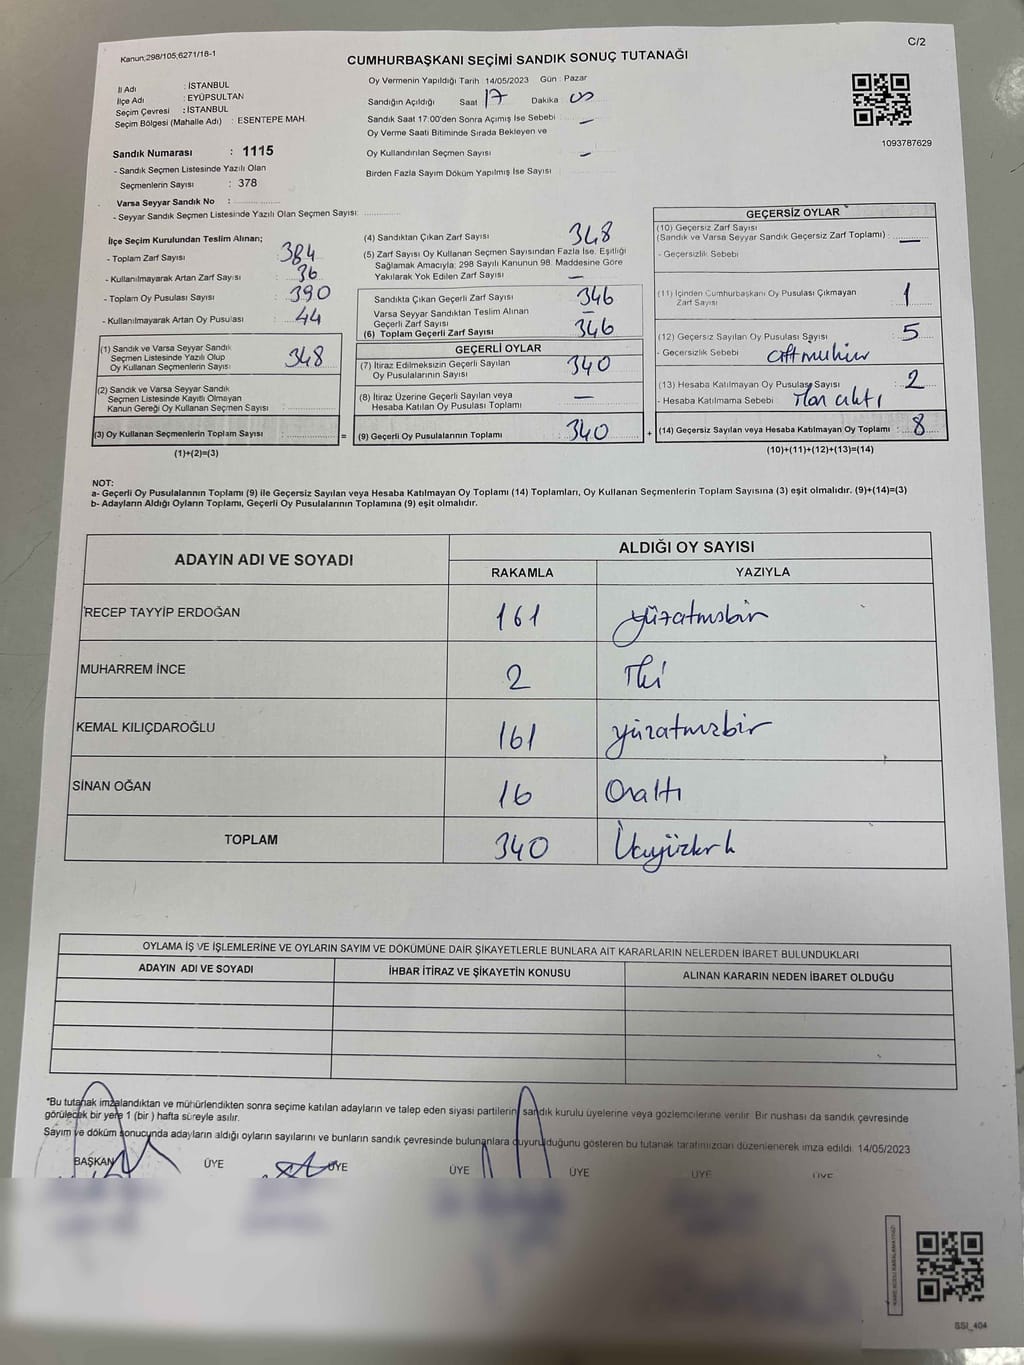 Kanun;298/105;6271/18-1
C/2
CUMHURBAŞKANI SEÇİMİ SANDIK SONUÇ TUTANAĞI
İl Adı : İSTANBUL
İlçe Adı : EYÜPSULTAN
Seçim Çevresi : İSTANBUL
Seçim Bölgesi (Mahalle Adı) : ESENTEPE MAH.
Oy Vermenin Yapıldığı Tarih : 14/05/2023 Gün : Pazar
Sandığın Açıldığı Saat 17 Dakika
Sandık Saat 17:00'den Sonra Açımış İse Sebebi : –
Oy Verme Saati Bitiminde Sırada Bekleyen ve
Oy Kullandırılan Seçmen Sayısı : –
Birden Fazla Sayım Döküm Yapılmış İse Sayısı :
1093787629
Sandık Numarası : 1115
- Sandık Seçmen Listesinde Yazılı Olan
Seçmenlerin Sayısı : 378
Varsa Seyyar Sandık No :
- Seyyar Sandık Seçmen Listesinde Yazılı Olan Seçmen Sayısı:
İlçe Seçim Kurulundan Teslim Alınan;
- Toplam Zarf Sayısı : 384
- Kullanılmayarak Artan Zarf Sayısı : 36
- Toplam Oy Pusulası Sayısı : 390
- Kullanılmayarak Artan Oy Pusulası : 44
(1) Sandık ve Varsa Seyyar Sandık
Seçmen Listesinde Yazılı Olup
Oy Kullanan Seçmenlerin Sayısı : 348
(2) Sandık ve Varsa Seyyar Sandık
Seçmen Listesinde Kayıtlı Olmayan
Kanun Gereği Oy Kullanan Seçmen Sayısı :
(3) Oy Kullanan Seçmenlerin Toplam Sayısı : =
(1)+(2)=(3)
(4) Sandıktan Çıkan Zarf Sayısı : 348
(5) Zarf Sayısı Oy Kullanan Seçmen Sayısından Fazla İse, Eşitliği
Sağlamak Amacıyla; 298 Sayılı Kanunun 98. Maddesine Göre
Yakılarak Yok Edilen Zarf Sayısı : –
Sandıkta Çıkan Geçerli Zarf Sayısı : 346
Varsa Seyyar Sandıktan Teslim Alınan
Geçerli Zarf Sayısı : –
(6) Toplam Geçerli Zarf Sayısı : 346
GEÇERLİ OYLAR
(7) İtiraz Edilmeksizin Geçerli Sayılan
Oy Pusulalarının Sayısı : 340
(8) İtiraz Üzerine Geçerli Sayılan veya
Hesaba Katılan Oy Pusulası Toplamı : –
(9) Geçerli Oy Pusulalarının Toplamı : 340 +
GEÇERSİZ OYLAR
(10) Geçersiz Zarf Sayısı
(Sandık ve Varsa Seyyar Sandık Geçersiz Zarf Toplamı) : –
- Geçersizlik Sebebi
(11) İçinden Cumhurbaşkanı Oy Pusulası Çıkmayan
Zarf Sayısı : 1
(12) Geçersiz Sayılan Oy Pusulası Sayısı : 5
- Geçersizlik Sebebi : çift mühür
(13) Hesaba Katılmayan Oy Pusulası Sayısı : 2
- Hesaba Katılmama Sebebi :
(14) Geçersiz Sayılan veya Hesaba Katılmayan Oy Toplamı : 8
(10)+(11)+(12)+(13)=(14)
NOT:
a- Geçerli Oy Pusulalarının Toplamı (9) ile Geçersiz Sayılan veya Hesaba Katılmayan Oy Toplamı (14) Toplamları, Oy Kullanan Seçmenlerin Toplam Sayısına (3) eşit olmalıdır. (9)+(14)=(3)
b- Adayların Aldığı Oyların Toplamı, Geçerli Oy Pusulalarının Toplamına (9) eşit olmalıdır.
ADAYIN ADI VE SOYADI
ALDIĞI OY SAYISI
RAKAMLA YAZIYLA
RECEP TAYYİP ERDOĞAN 161 yüzatmışbir
MUHARREM İNCE 2 İki
KEMAL KILIÇDAROĞLU 161 yüzatmışbir
SİNAN OĞAN 16 Onaltı
TOPLAM 340 Üçyüzkırk
OYLAMA İŞ VE İŞLEMLERİNE VE OYLARIN SAYIM VE DÖKÜMÜNE DAİR ŞİKAYETLERLE BUNLARA AİT KARARLARIN NELERDEN İBARET BULUNDUKLARI
ADAYIN ADI VE SOYADI İHBAR İTİRAZ VE ŞİKAYETİN KONUSU ALINAN KARARIN NEDEN İBARET OLDUĞU
*Bu tutanak imzalandıktan ve mühürlendikten sonra seçime katılan adayların ve talep eden siyasi partilerin sandık kurulu üyelerine veya gözlemcilerine verilir. Bir nushası da sandık çevresinde
görülecek bir yere 1 (bir ) hafta süreyle asılır.
Sayım ve döküm sonucunda adayların aldığı oyların sayılarını ve bunların sandık çevresinde bulunanlara duyurulduğunu gösteren bu tutanak tarafımızdan düzenlenerek imza edildi. 14/05/2023
BAŞKAN ÜYE ÜYE ÜYE ÜYE ÜYE ÜYE
SSI_404